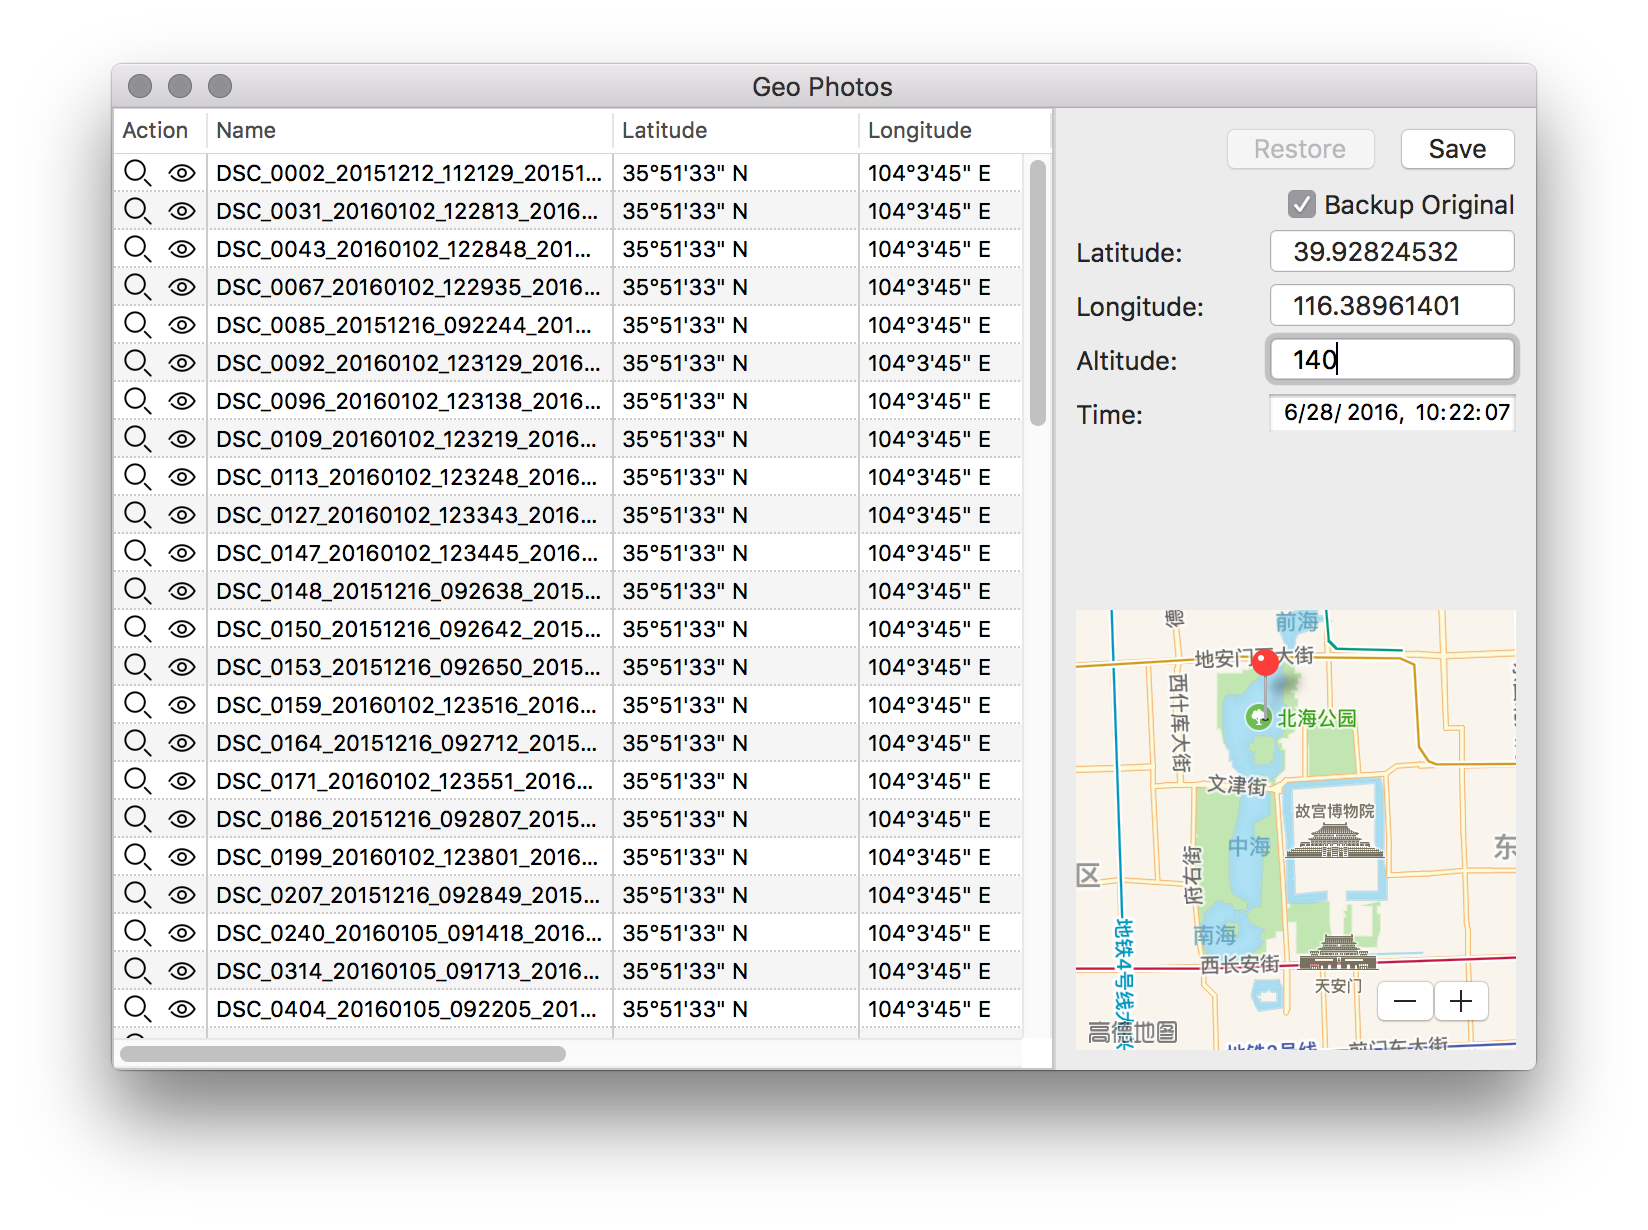 Geo Photos
Action Name Latitude Longitude
DSC_0002_20151212_112129_20151... 35°51'33" N 104°3'45" E
DSC_0031_20160102_122813_2016... 35°51'33" N 104°3'45" E
DSC_0043_20160102_122848_201... 35°51'33" N 104°3'45" E
DSC_0067_20160102_122935_2016... 35°51'33" N 104°3'45" E
DSC_0085_20151216_092244_201... 35°51'33" N 104°3'45" E
DSC_0092_20160102_123129_2016... 35°51'33" N 104°3'45" E
DSC_0096_20160102_123138_2016... 35°51'33" N 104°3'45" E
DSC_0109_20160102_123219_2016... 35°51'33" N 104°3'45" E
DSC_0113_20160102_123248_2016... 35°51'33" N 104°3'45" E
DSC_0127_20160102_123343_2016... 35°51'33" N 104°3'45" E
DSC_0147_20160102_123445_2016... 35°51'33" N 104°3'45" E
DSC_0148_20151216_092638_2015... 35°51'33" N 104°3'45" E
DSC_0150_20151216_092642_2015... 35°51'33" N 104°3'45" E
DSC_0153_20151216_092650_2015... 35°51'33" N 104°3'45" E
DSC_0159_20160102_123516_2016... 35°51'33" N 104°3'45" E
DSC_0164_20151216_092712_2015... 35°51'33" N 104°3'45" E
DSC_0171_20160102_123551_2016... 35°51'33" N 104°3'45" E
DSC_0186_20151216_092807_2015... 35°51'33" N 104°3'45" E
DSC_0199_20160102_123801_2016... 35°51'33" N 104°3'45" E
DSC_0207_20151216_092849_2015... 35°51'33" N 104°3'45" E
DSC_0240_20160105_091418_2016... 35°51'33" N 104°3'45" E
DSC_0314_20160105_091713_2016... 35°51'33" N 104°3'45" E
DSC_0404_20160105_092205_201... 35°51'33" N 104°3'45" E
Restore Save
Backup Original
Latitude: 39.92824532
Longitude: 116.38961401
Altitude: 140
Time: 6/28/ 2016, 10:22:07
德
前海
地安门 大街
西什库大街
北海公园
文津街
故宫博物院
中海
东
区
府右街
南海
地铁4号线
西长安街
天安门
高德地图
地铁2号线
前门东大街